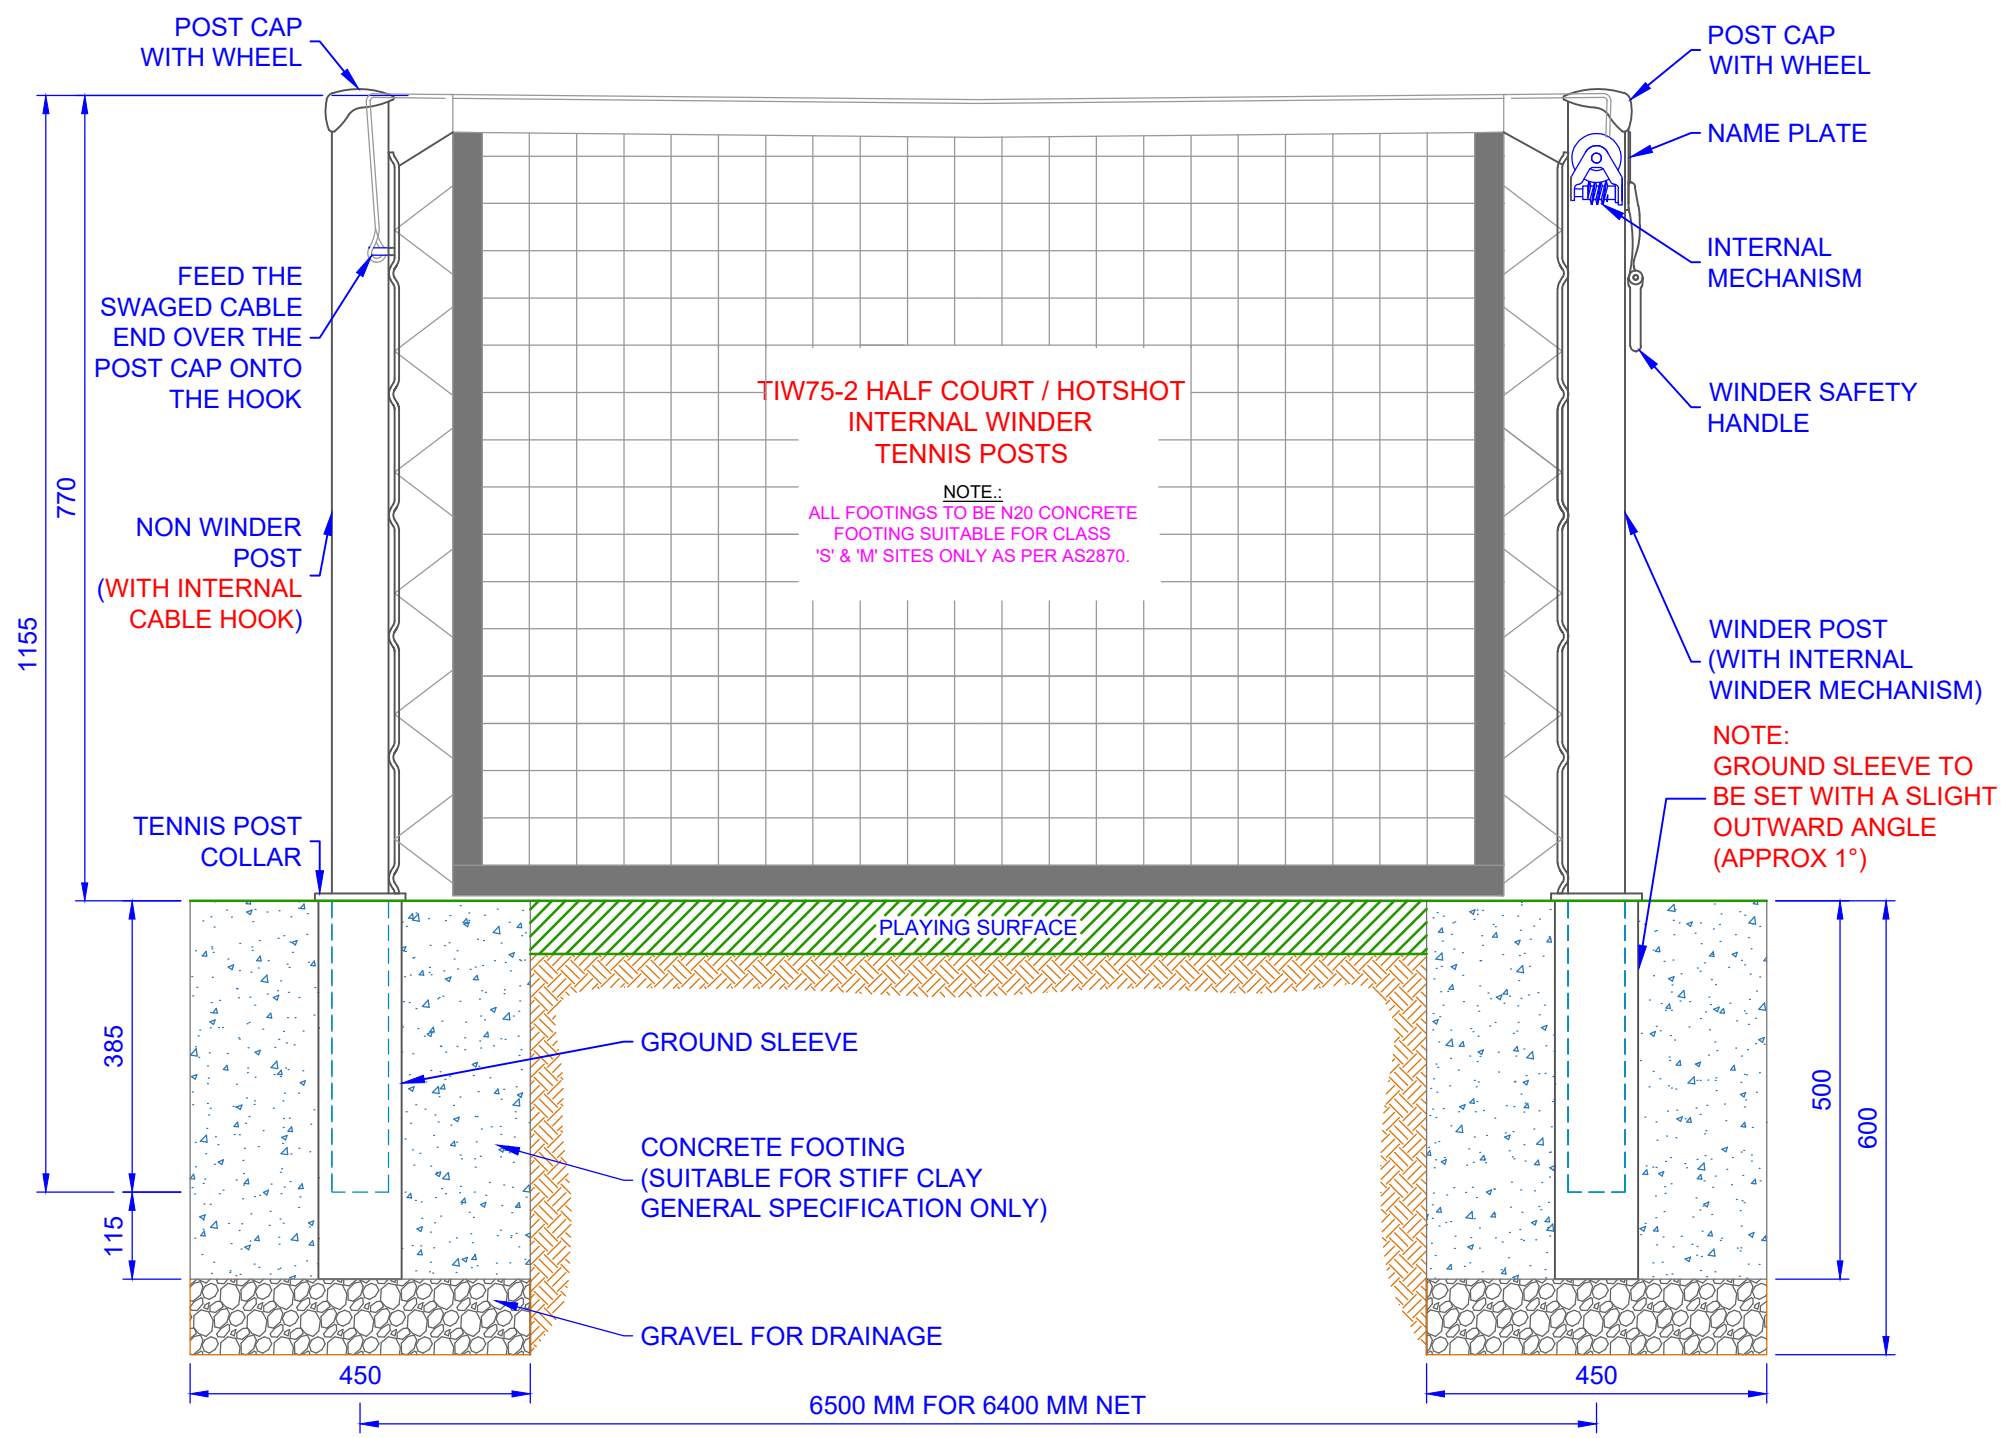 POST CAP
WITH WHEEL
POST CAP
WITH WHEEL
NAME PLATE
INTERNAL
MECHANISM
FEED THE
SWAGED CABLE
END OVER THE
POST CAP ONTO
THE HOOK
WINDER SAFETY
HANDLE
TIW75-2 HALF COURT / HOTSHOT
INTERNAL WINDER
TENNIS POSTS
NOTE.:
ALL FOOTINGS TO BE N20 CONCRETE
FOOTING SUITABLE FOR CLASS
'S' & 'M' SITES ONLY AS PER AS2870.
770
1155
NON WINDER
POST
(WITH INTERNAL
CABLE HOOK)
WINDER POST
(WITH INTERNAL
WINDER MECHANISM)
NOTE:
GROUND SLEEVE TO
BE SET WITH A SLIGHT
OUTWARD ANGLE
(APPROX 1°)
TENNIS POST
COLLAR
PLAYING SURFACE
385
GROUND SLEEVE
500
600
CONCRETE FOOTING
(SUITABLE FOR STIFF CLAY
GENERAL SPECIFICATION ONLY)
115
GRAVEL FOR DRAINAGE
450
450
6500 MM FOR 6400 MM NET